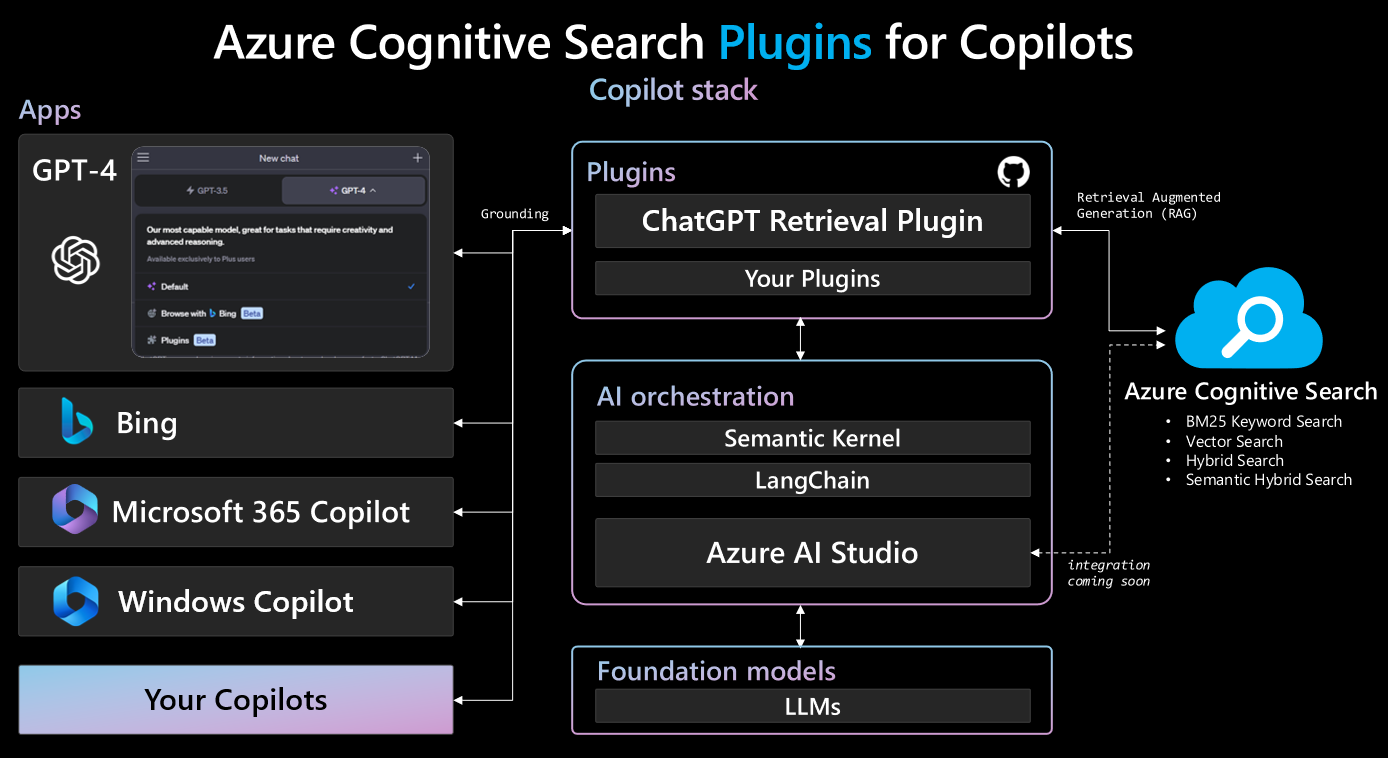 Azure Cognitive Search Plugins for Copilots
Copilot stack
Apps
GPT-4
New chat
GPT-3.5
GPT-4
Our most capable model, great for tasks that require creativity and
advanced reasoning.
Available exclusively to Plus users
Default
Browse with Bing Beta
Plugins Beta
Bing
Microsoft 365 Copilot
Windows Copilot
Your Copilots
Grounding
Plugins
ChatGPT Retrieval Plugin
Your Plugins
AI orchestration
Semantic Kernel
LangChain
Azure AI Studio
Foundation models
LLMs
Retrieval Augmented
Generation (RAG)
Azure Cognitive Search
• BM25 Keyword Search
• Vector Search
• Hybrid Search
• Semantic Hybrid Search
integration
coming soon